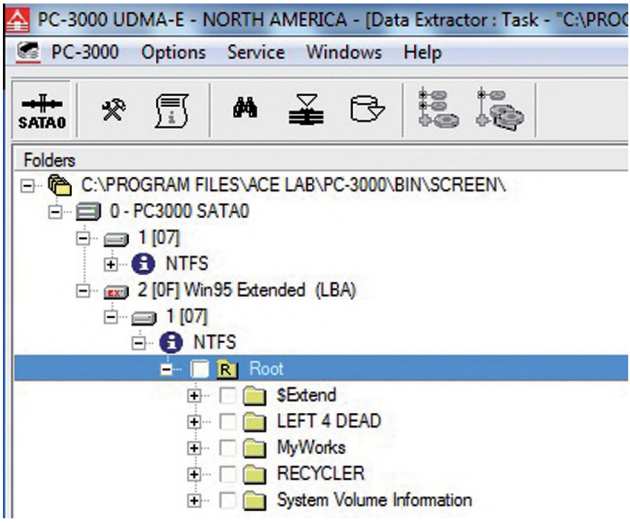 PC-3000 UDMA-E - NORTH AMERICA - [Data Extractor : Task - "C:\PROG
PC-3000 Options Service Windows Help
SATA0
Folders
C:\PROGRAM FILES\ACE LAB\PC-3000\BIN\SCREEN\
0 - PC3000 SATA0
1 [07]
NTFS
EX
2 [0F] Win95 Extended (LBA)
1 [07]
NTFS
R Root
$Extend
LEFT 4 DEAD
MyWorks
RECYCLER
System Volume Information